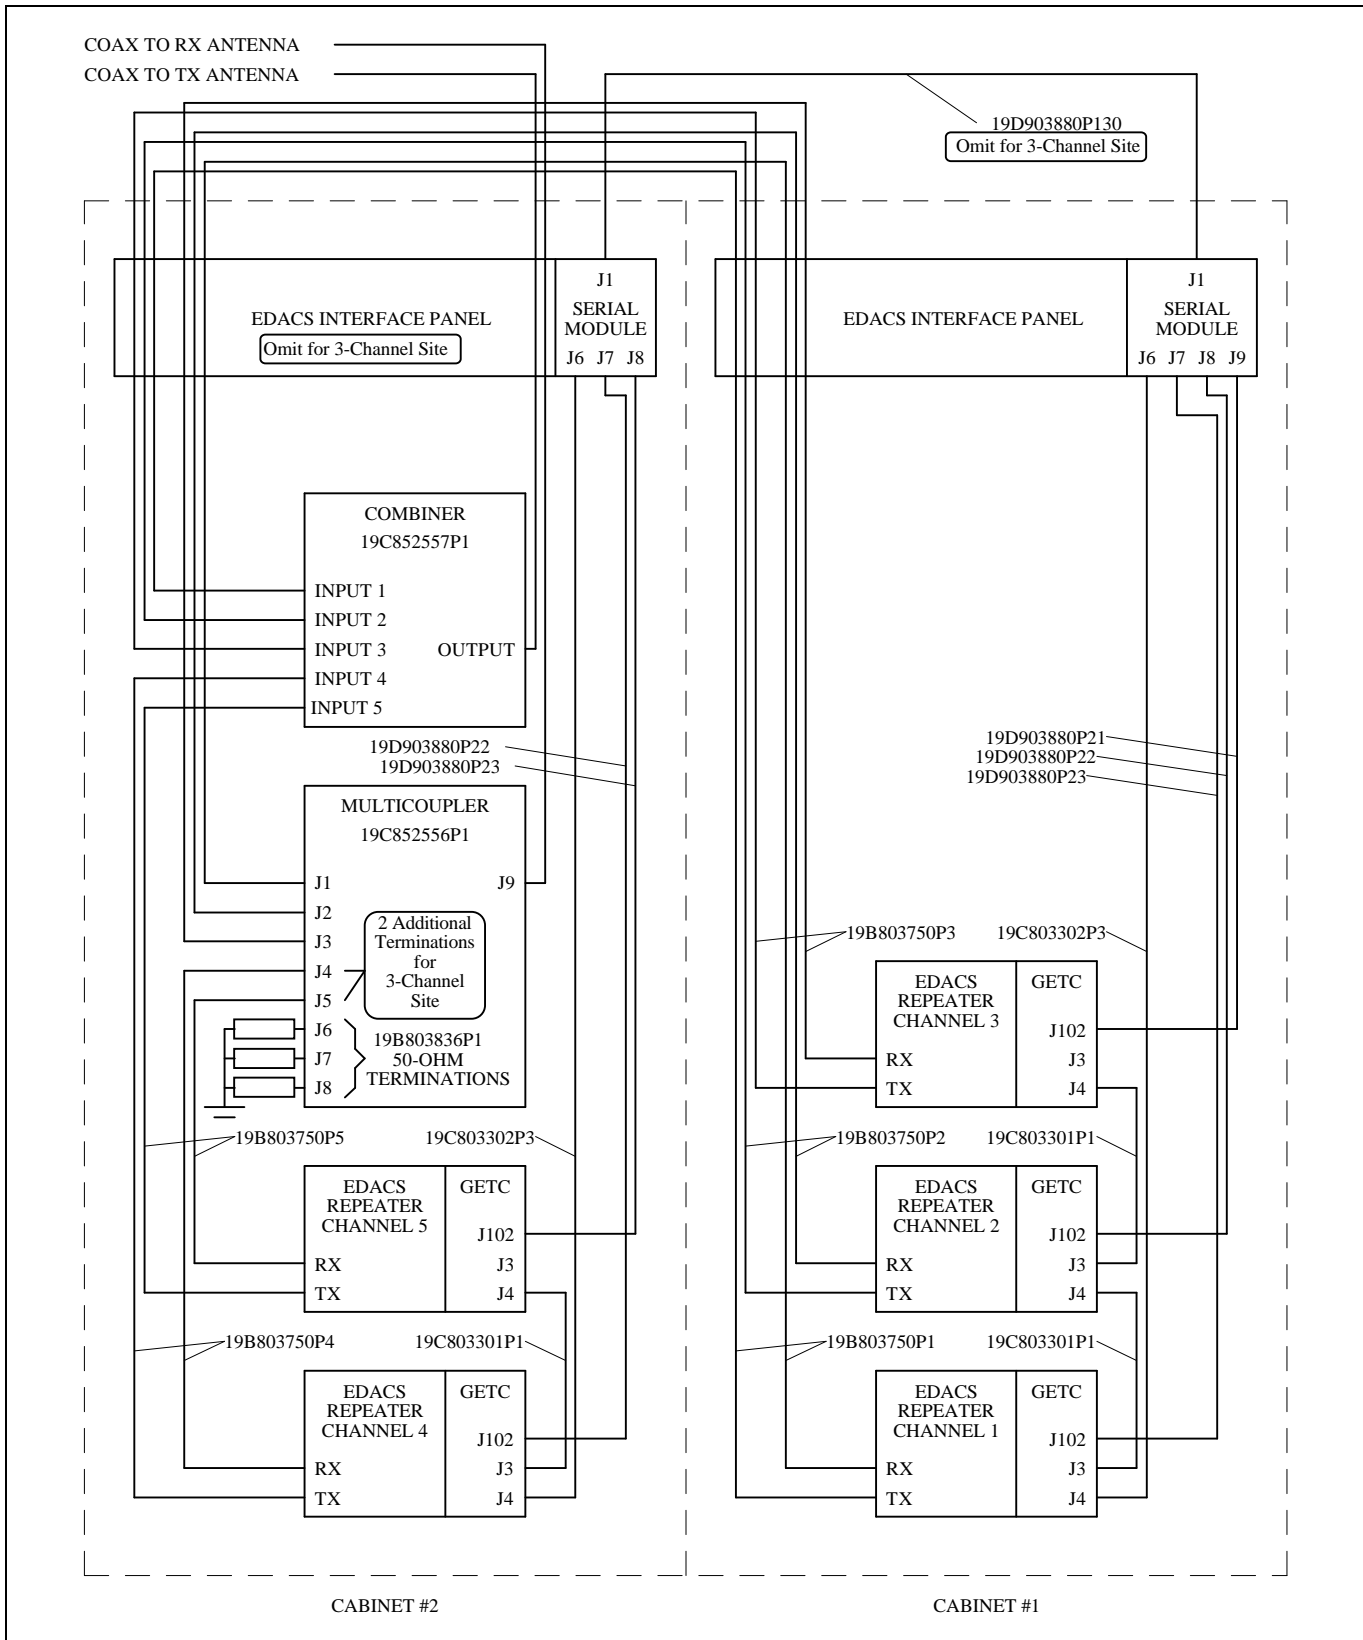 COAX TO RX ANTENNA
COAX TO TX ANTENNA
19D903880P130
Omit for 3-Channel Site
EDACS INTERFACE PANEL
Omit for 3-Channel Site
J1
SERIAL
MODULE
J6 J7 J8
EDACS INTERFACE PANEL
J1
SERIAL
MODULE
J6 J7 J8 J9
COMBINER
19C852557P1
INPUT 1
INPUT 2
INPUT 3 OUTPUT
INPUT 4
INPUT 5
19D903880P22
19D903880P23
19D903880P21
19D903880P22
19D903880P23
MULTICOUPLER
19C852556P1
J1 J9
J2
J3
J4
J5
J6
J7
J8
2 Additional
Terminations
for
3-Channel
Site
19B803836P1
50-OHM
TERMINATIONS
19B803750P3 19C803302P3
EDACS
REPEATER
CHANNEL 3
RX
TX
GETC
J102
J3
J4
19B803750P5 19C803302P3
19B803750P2 19C803301P1
EDACS
REPEATER
CHANNEL 5
RX
TX
GETC
J102
J3
J4
EDACS
REPEATER
CHANNEL 2
RX
TX
GETC
J102
J3
J4
19B803750P4 19C803301P1
19B803750P1 19C803301P1
EDACS
REPEATER
CHANNEL 4
RX
TX
GETC
J102
J3
J4
EDACS
REPEATER
CHANNEL 1
RX
TX
GETC
J102
J3
J4
CABINET #2
CABINET #1